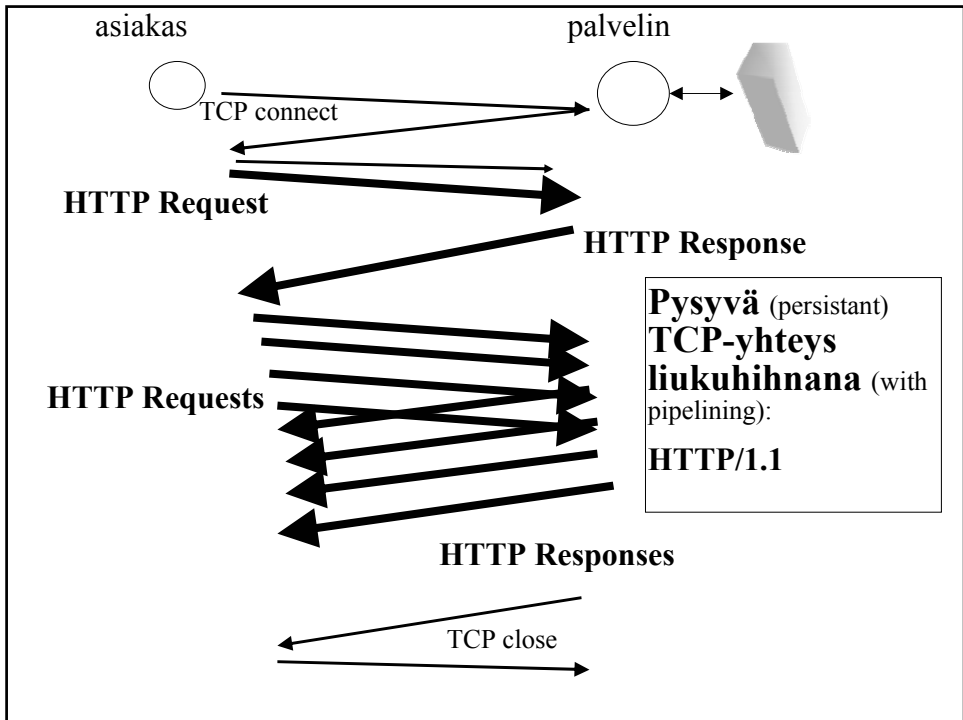 asiakas
palvelin
TCP connect
HTTP Request
HTTP Response
Pysyvä (persistant)
TCP-yhteys
liukuhihnana (with
pipelining):
HTTP/1.1
HTTP Requests
HTTP Responses
TCP close